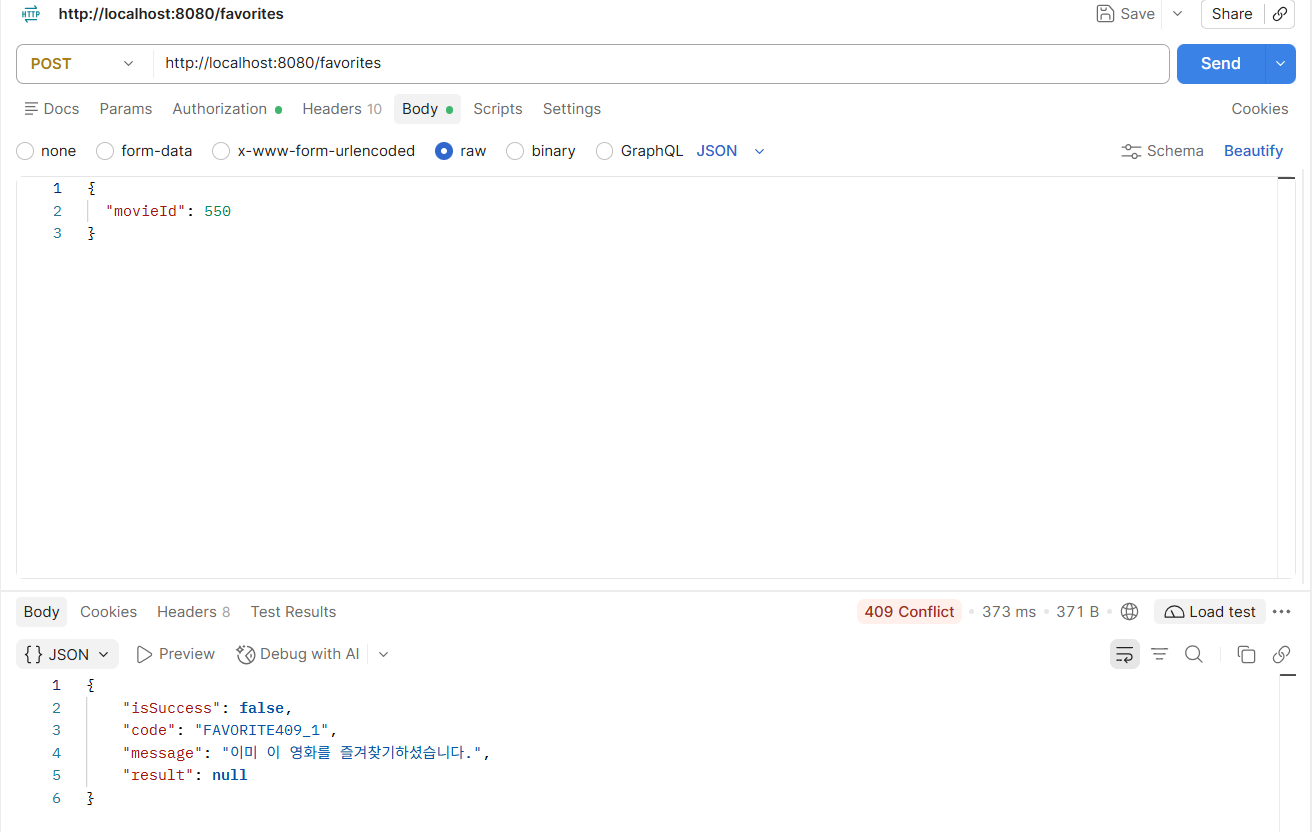 HTTP http://localhost:8080/favorites Save Share
POST http://localhost:8080/favorites Send
Docs Params Authorization Headers 10 Body Scripts Settings Cookies
none form-data x-www-form-urlencoded raw binary GraphQL JSON Schema Beautify
1 {
2 "movieId": 550
3 }
Body Cookies Headers 8 Test Results 409 Conflict 373 ms 371 B Load test
{} JSON Preview Debug with AI
1 {
2 "isSuccess": false,
3 "code": "FAVORITE409_1",
4 "message": "이미 이 영화를 즐겨찾기하셨습니다.",
5 "result": null
6 }